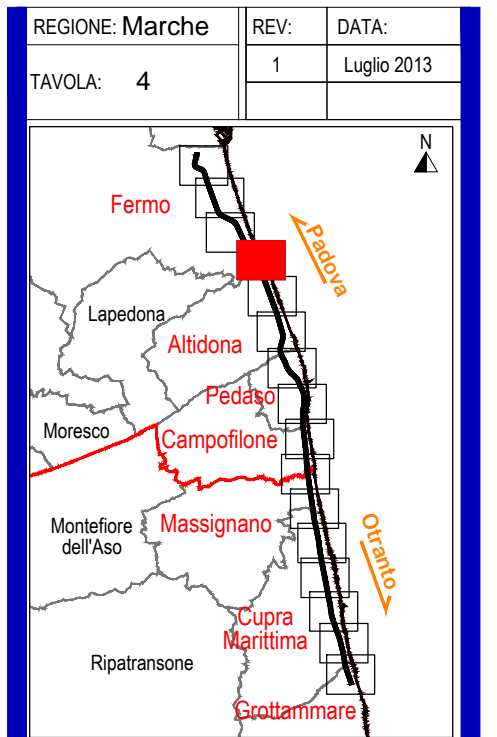 REGIONE: Marche
REV:
DATA:
TAVOLA: 4
1
Luglio 2013
N
Fermo
Padova
Lapedona
Altidona
Pedaso
Moresco
Campofilone
Montefiore
dell'Aso
Massignano
Otranto
Cupra
Marittima
Ripatransone
Grottammare